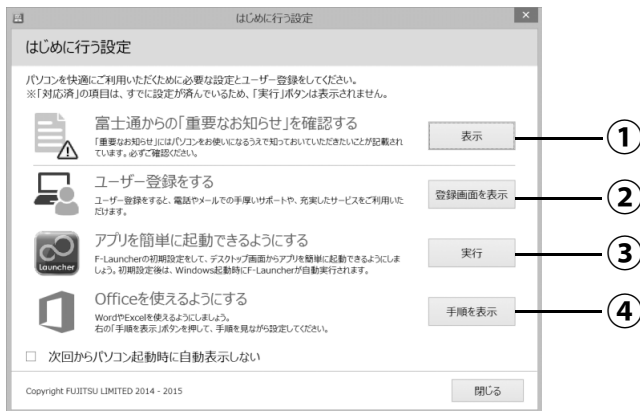 はじめに行う設定
はじめに行う設定
パソコンを快適にご利用いただくために必要な設定とユーザー登録をしてください。
※「対応済」の項目は、すでに設定が済んでいるため、「実行」ボタンは表示されません。
富士通からの「重要なお知らせ」を確認する
「重要なお知らせ」にはパソコンをお使いになるうえで知っておいていただきたいことが記載され
ています。必ずご確認ください。
表示
①
ユーザー登録をする
ユーザー登録をすると、電話やメールでの手厚いサポートや、充実したサービスをご利用いた
だけます。
登録画面を表示
②
Launcher
アプリを簡単に起動できるようにする
F-Launcherの初期設定をして、デスクトップ画面からアプリを簡単に起動できるようにしま
しょう。初期設定後は、Windows起動時にF-Launcherが自動実行されます。
実行
③
Officeを使えるようにする
WordやExcelを使えるようにしましょう。
右の「手順を表示」ボタンを押して、手順を見ながら設定してください。
手順を表示
④
次回からパソコン起動時に自動表示しない
Copyright FUJITSU LIMITED 2014 - 2015
閉じる